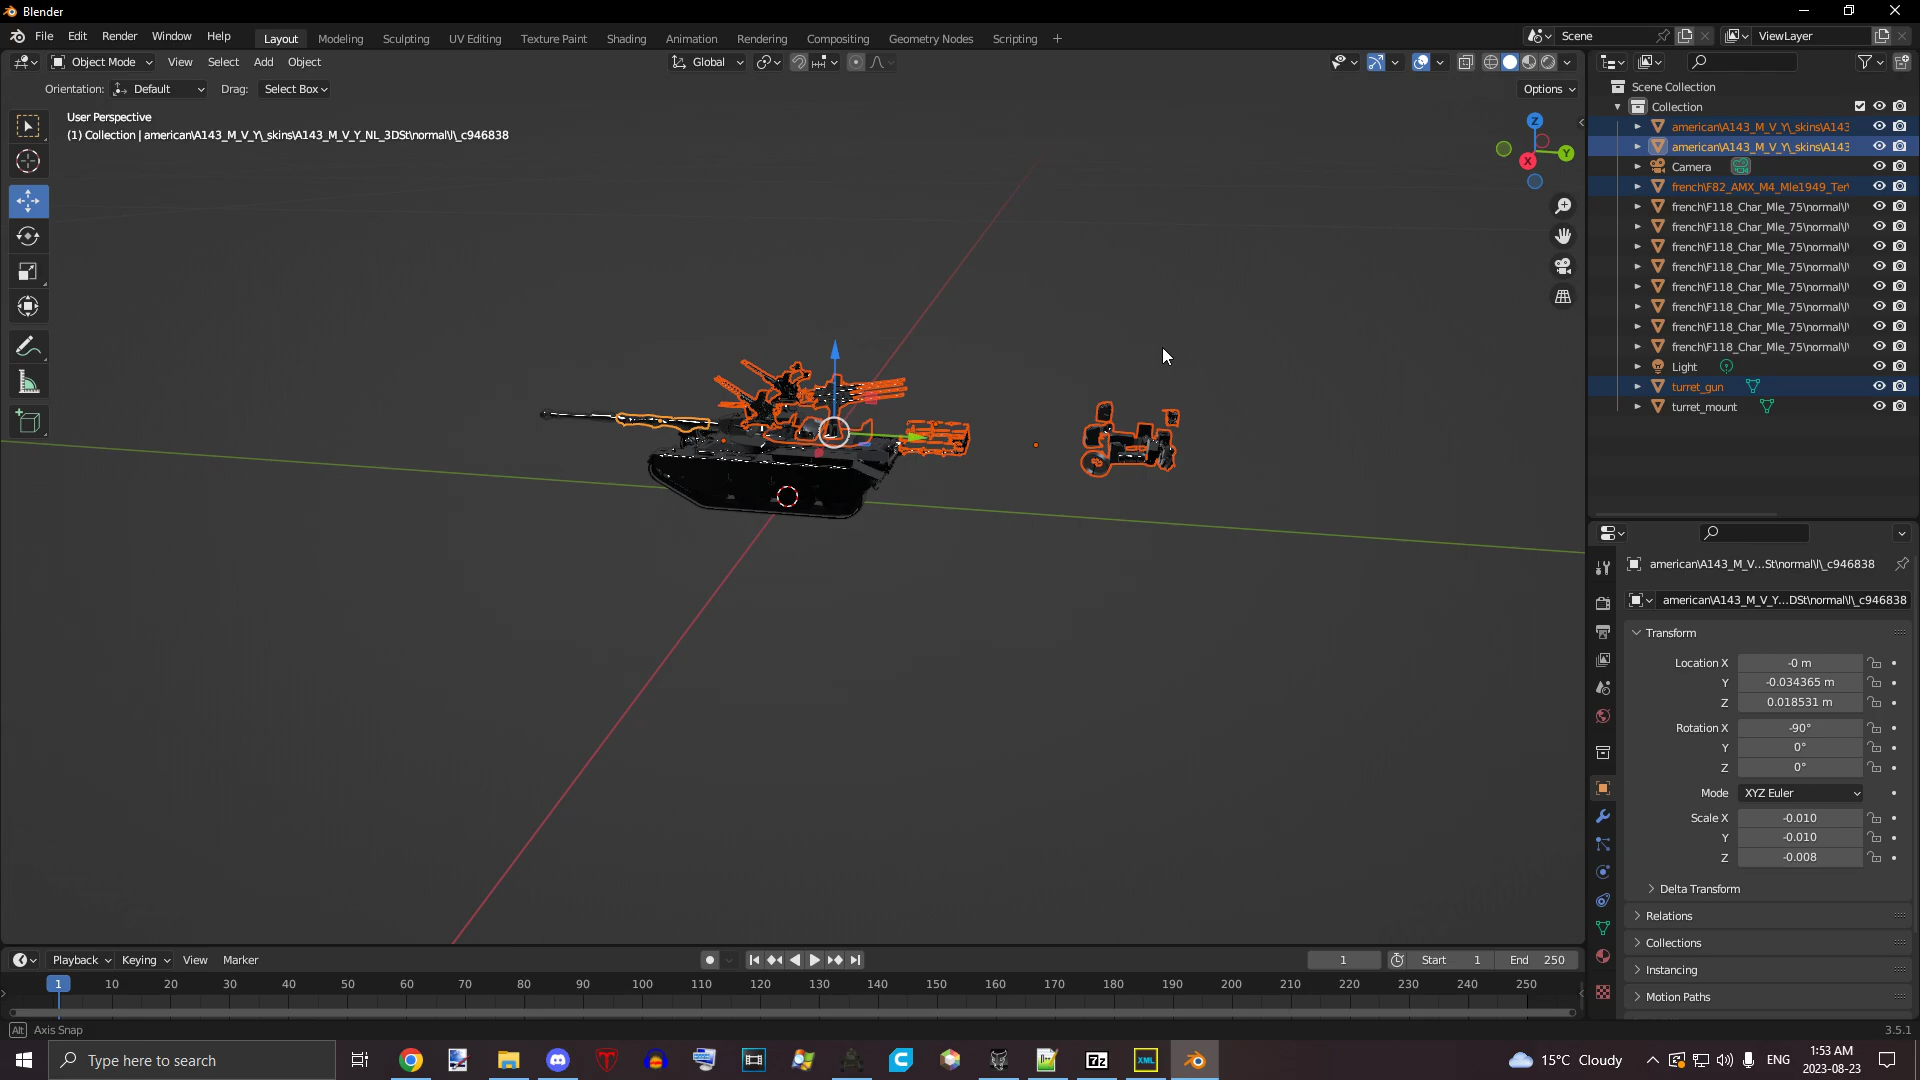 Blender
File Edit Render Window Help
Layout Modeling Sculpting UV Editing Texture Paint Shading Animation Rendering Compositing Geometry Nodes Scripting +
Scene
ViewLayer
Object Mode View Select Add Object
Global
Orientation: Default Drag: Select Box
Options
User Perspective
(1) Collection | american\A143_M_V_Y\_skins\A143_M_V_Y_NL_3DSt\normal\l\_c946838
Z
Y
X
Scene Collection
Collection
american\A143_M_V_Y\_skins\A143
american\A143_M_V_Y\_skins\A143
Camera
french\F82_AMX_M4_Mle1949_Ter\
french\F118_Char_Mle_75\normal\l\
french\F118_Char_Mle_75\normal\l\
french\F118_Char_Mle_75\normal\l\
french\F118_Char_Mle_75\normal\l\
french\F118_Char_Mle_75\normal\l\
french\F118_Char_Mle_75\normal\l\
french\F118_Char_Mle_75\normal\l\
french\F118_Char_Mle_75\normal\l\
Light
turret_gun
turret_mount
american\A143_M_V...St\normal\l\_c946838
american\A143_M_V_Y...DSt\normal\l\_c946838
Transform
Location X -0 m
Y -0.034365 m
Z 0.018531 m
Rotation X -90°
Y 0°
Z 0°
Mode XYZ Euler
Scale X -0.010
Y -0.010
Z -0.008
Delta Transform
Relations
Collections
Instancing
Motion Paths
Playback Keying View Marker
1
Start 1 End 250
1 10 20 30 40 50 60 70 80 90 100 110 120 130 140 150 160 170 180 190 200 210 220 230 240 250
Alt Axis Snap
3.5.1
Type here to search
7z
XML
15°C Cloudy
ENG
1:53 AM
2023-08-23